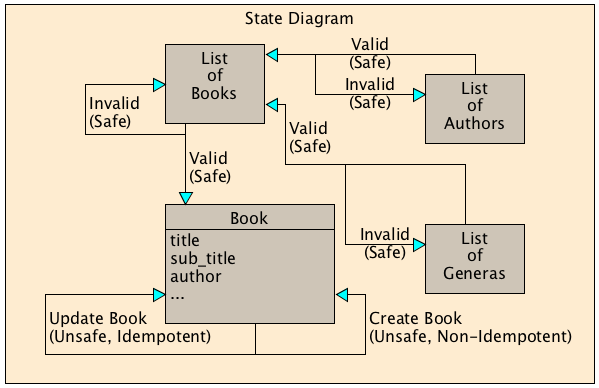 State Diagram
List
of
Books
Valid
(Safe)
Invalid
(Safe)
List
of
Authors
Invalid
(Safe)
Valid
(Safe)
Valid
(Safe)
Book
title
sub_title
author
...
Invalid
(Safe)
List
of
Generas
Update Book
(Unsafe, Idempotent)
Create Book
(Unsafe, Non-Idempotent)